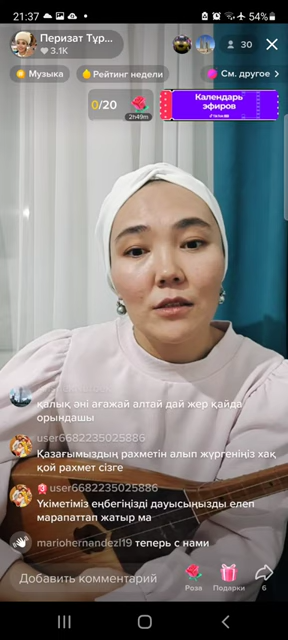 21:37
54%
Перизат Тұр...
3.1K
30
Музыка
Рейтинг недели
См. другое
0/20
2h49m
Календарь
эфиров
қалық әні ағажай алтай дай жер қайда
орындашы
user6682235025886
Қазағымыздың рахметін алып жүргеніңіз хақ
қой рахмет сізге
user6682235025886
Үкіметіміз еңбегіңізді дауысыңызды елеп
марапаттап жатыр ма
mariohernandezl19 теперь с нами
Добавить комментарий
Роза
Подарки
6